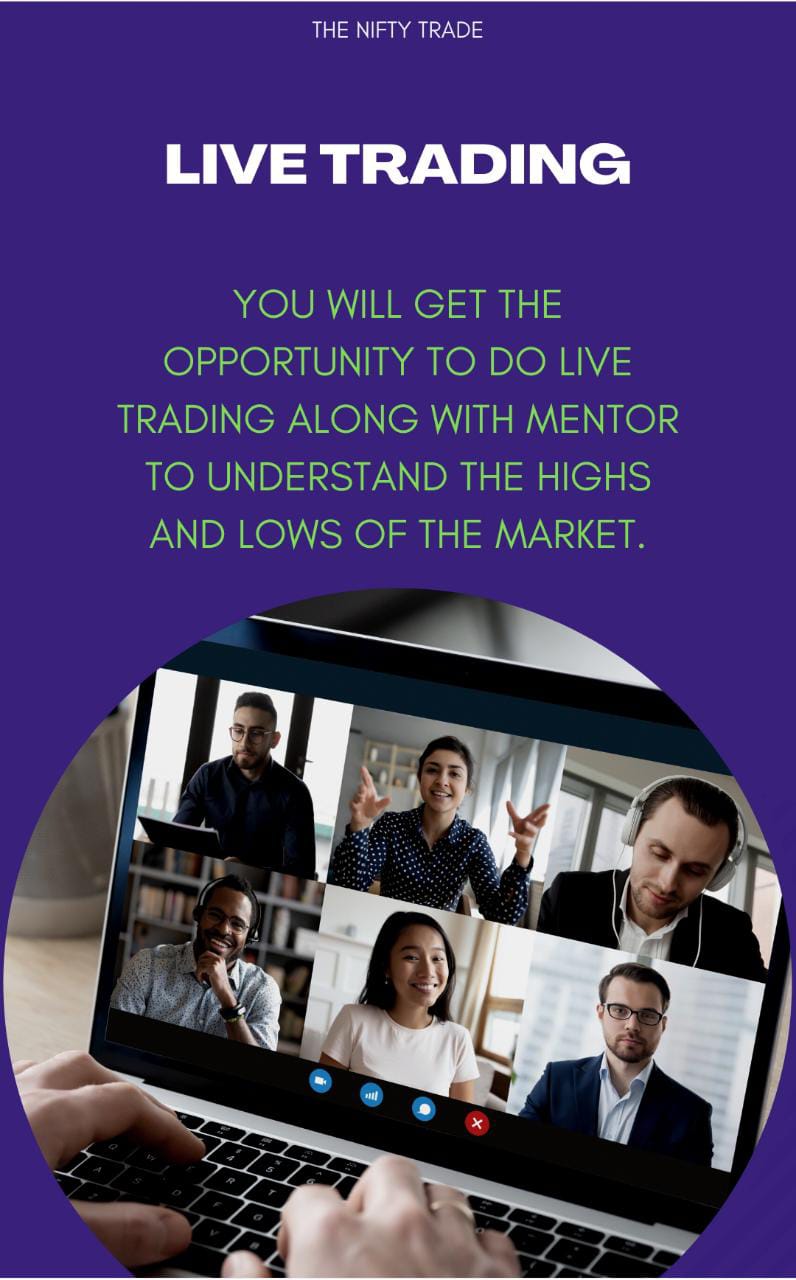 THE NIFTY TRADE
LIVE TRADING
YOU WILL GET THE
OPPORTUNITY TO DO LIVE
TRADING ALONG WITH MENTOR
TO UNDERSTAND THE HIGHS
AND LOWS OF THE MARKET.